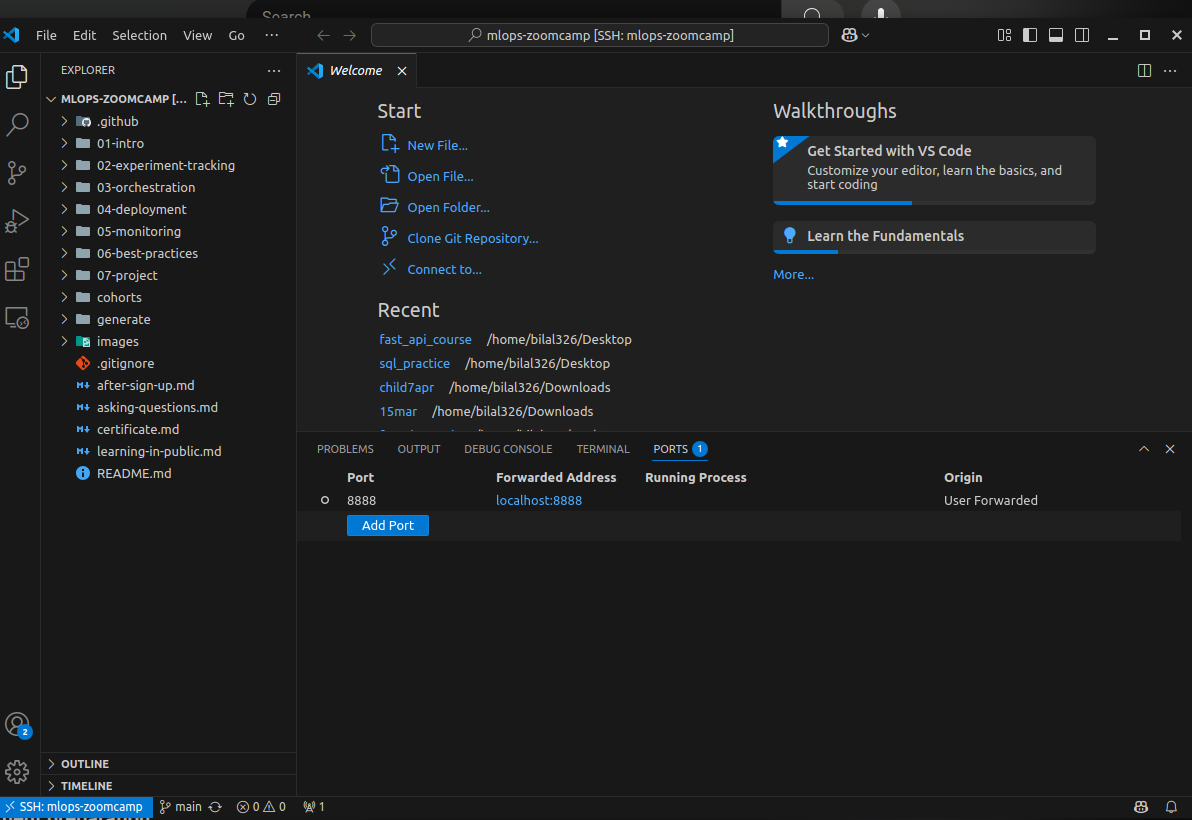 Search
File Edit Selection View Go ··· mlops-zoomcamp [SSH: mlops-zoomcamp]
EXPLORER
MLOPS-ZOOMCAMP [...
.github
01-intro
02-experiment-tracking
03-orchestration
04-deployment
05-monitoring
06-best-practices
07-project
cohorts
generate
images
.gitignore
after-sign-up.md
asking-questions.md
certificate.md
learning-in-public.md
README.md
OUTLINE
TIMELINE
Welcome
Start
New File...
Open File...
Open Folder...
Clone Git Repository...
Connect to...
Recent
fast_api_course /home/bilal326/Desktop
sql_practice /home/bilal326/Desktop
child7apr /home/bilal326/Downloads
15mar /home/bilal326/Downloads
Walkthroughs
Get Started with VS Code
Customize your editor, learn the basics, and
start coding
Learn the Fundamentals
More...
PROBLEMS OUTPUT DEBUG CONSOLE TERMINAL PORTS 1
Port Forwarded Address Running Process Origin
8888 localhost:8888 User Forwarded
Add Port
2
SSH: mlops-zoomcamp main 0 0 1